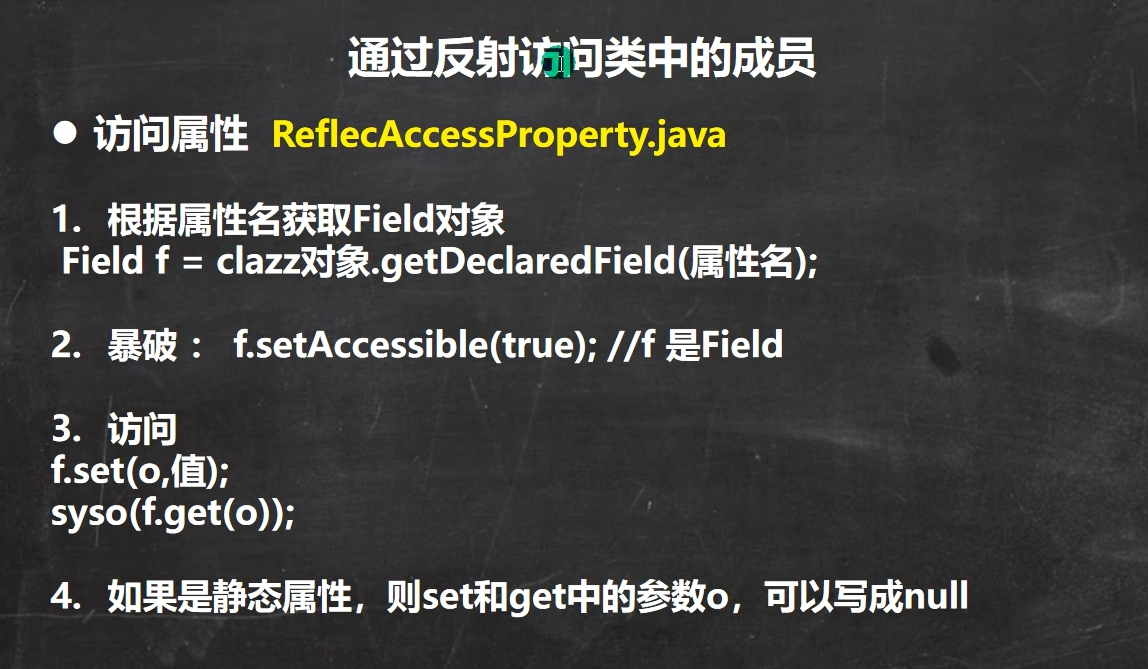 通过反射访问类中的成员
● 访问属性 ReflecAccessProperty.java
1. 根据属性名获取Field对象
Field f = clazz对象.getDeclaredField(属性名);
2. 暴破 ： f.setAccessible(true); //f 是Field
3. 访问
f.set(o,值);
syso(f.get(o));
4. 如果是静态属性，则set和get中的参数o，可以写成null